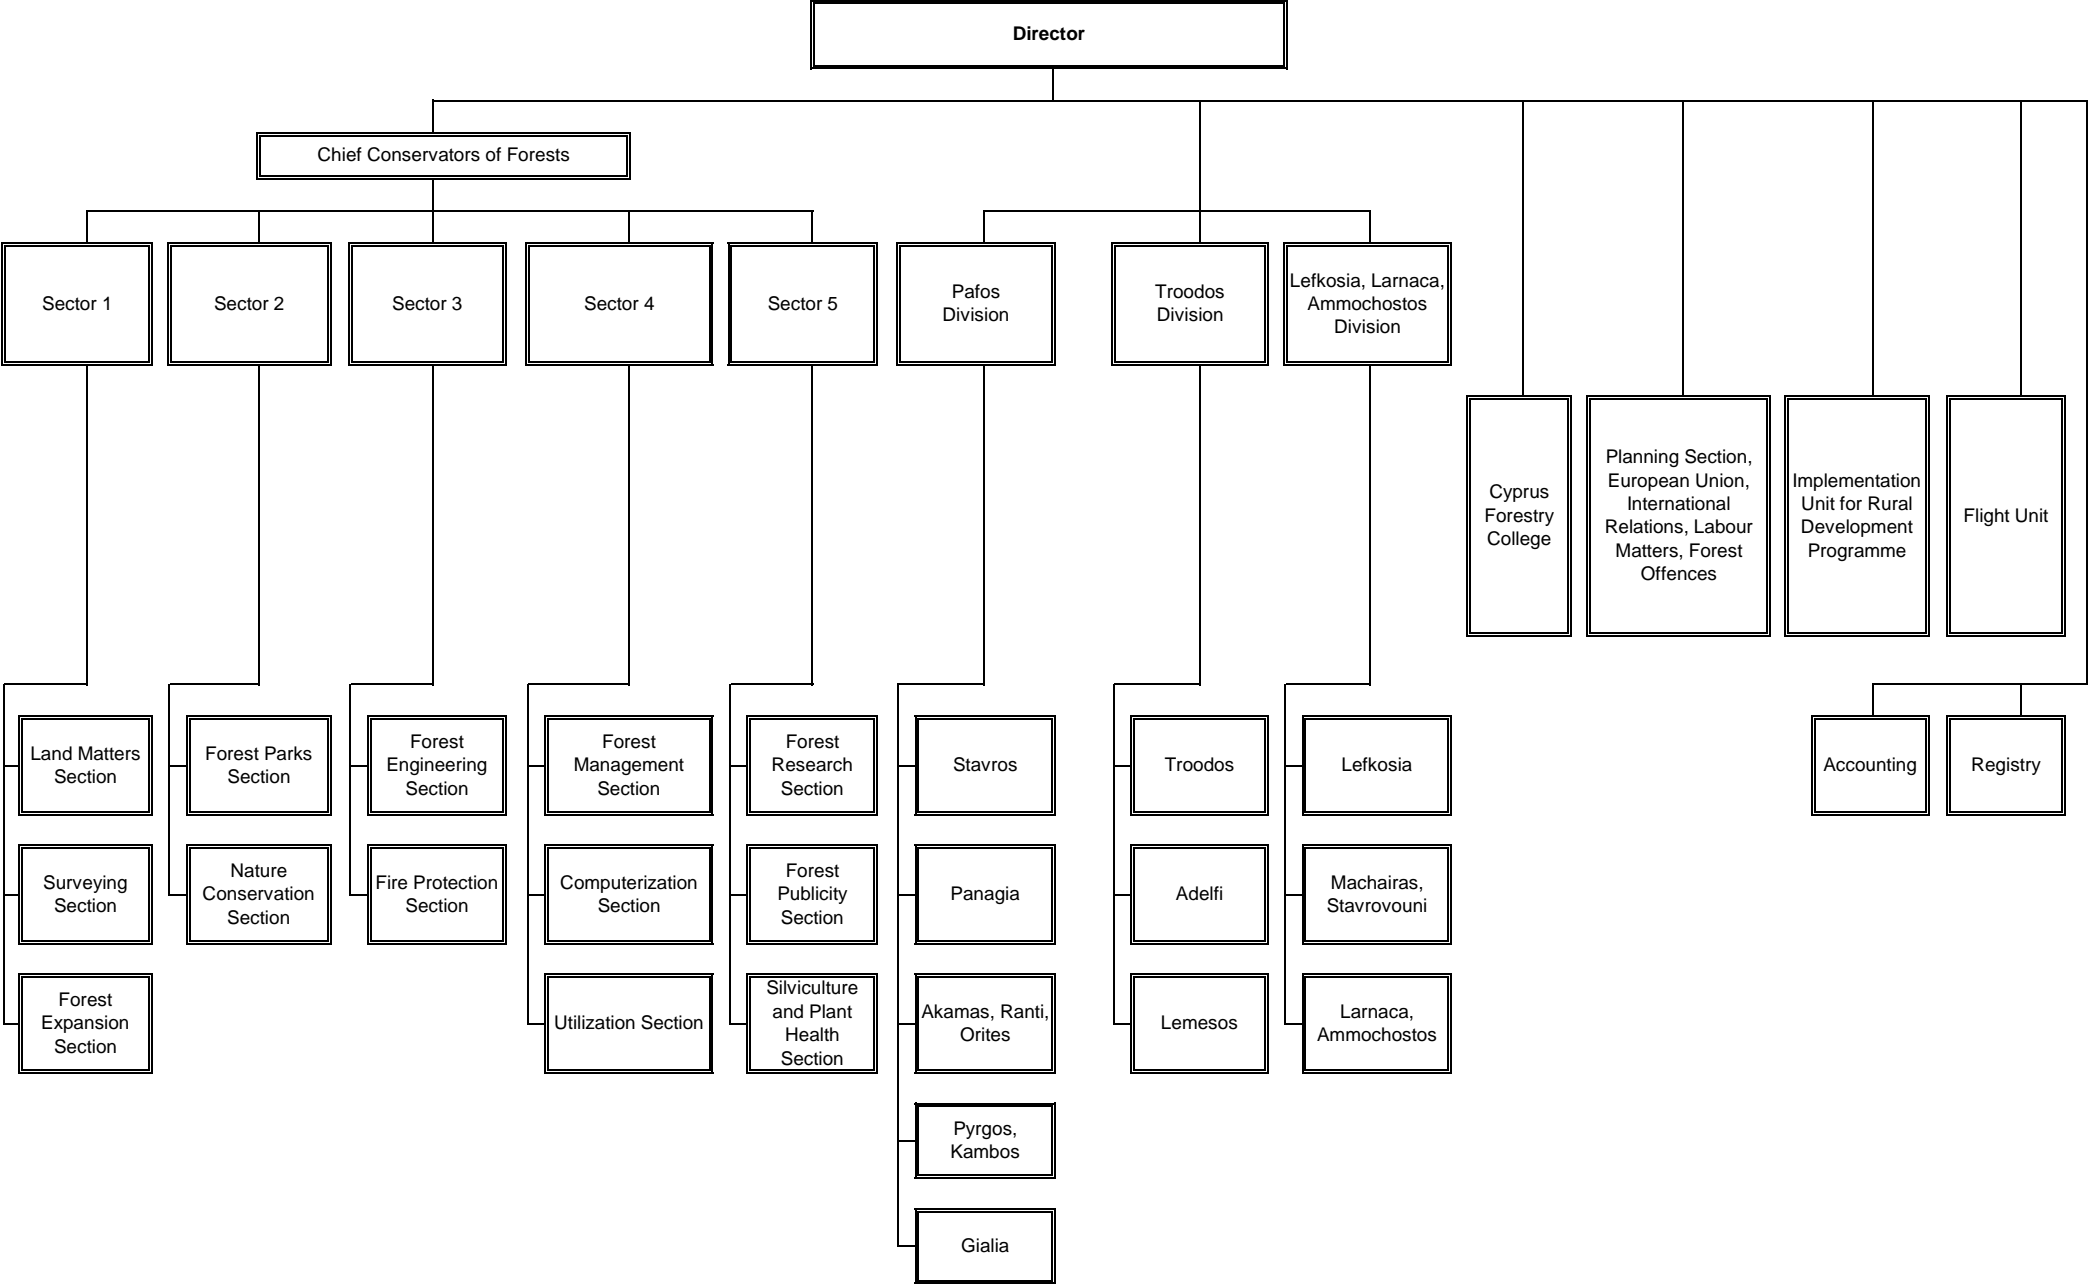 Director
Chief Conservators of Forests
Sector 1
Sector 2
Sector 3
Sector 4
Sector 5
Pafos
Division
Troodos
Division
Lefkosia, Larnaca,
Ammochostos
Division
Cyprus
Forestry
College
Planning Section,
European Union,
International
Relations, Labour
Matters, Forest
Offences
Implementation
Unit for Rural
Development
Programme
Flight Unit
Land Matters
Section
Forest Parks
Section
Forest
Engineering
Section
Forest
Management
Section
Forest
Research
Section
Stavros
Troodos
Lefkosia
Accounting
Registry
Surveying
Section
Nature
Conservation
Section
Fire Protection
Section
Computerization
Section
Forest
Publicity
Section
Panagia
Adelfi
Machairas,
Stavrovouni
Forest
Expansion
Section
Utilization Section
Silviculture
and Plant
Health
Section
Akamas, Ranti,
Orites
Lemesos
Larnaca,
Ammochostos
Pyrgos,
Kambos
Gialia